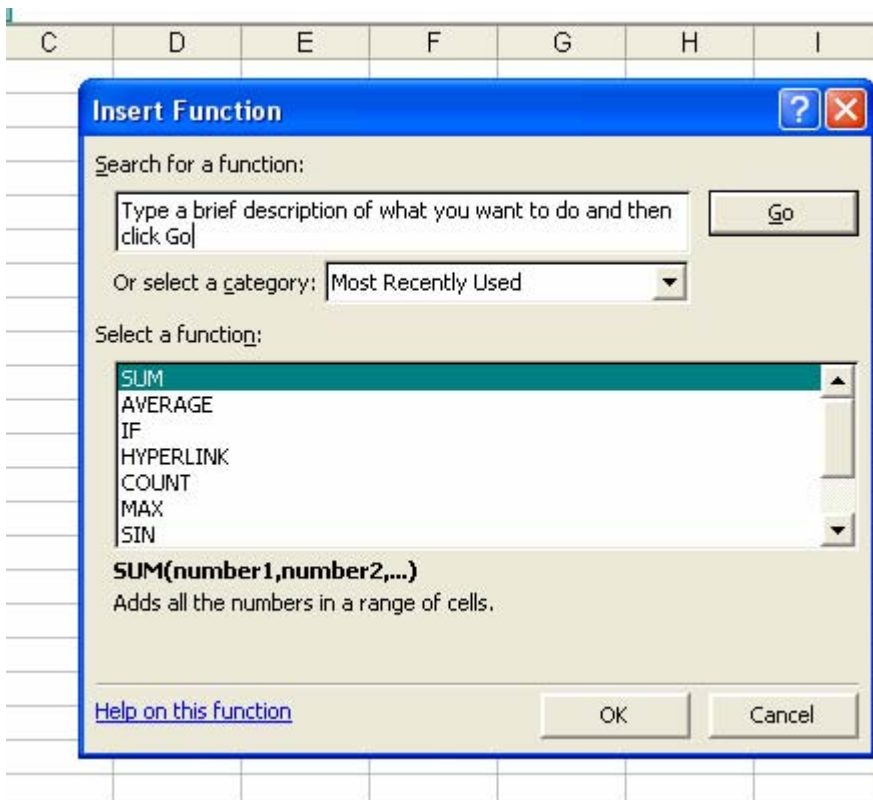 C D E F G H I
Insert Function
Search for a function:
Type a brief description of what you want to do and then
click Go
Go
Or select a category: Most Recently Used
Select a function:
SUM
AVERAGE
IF
HYPERLINK
COUNT
MAX
SIN
SUM(number1,number2,...)
Adds all the numbers in a range of cells.
Help on this function OK Cancel